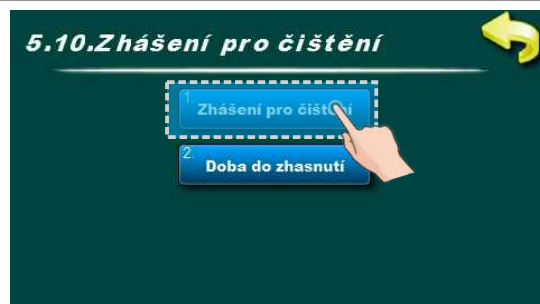 5.10.Zhášení pro čištění
1.
Zhášení pro čištění
2.
Doba do zhasnutí